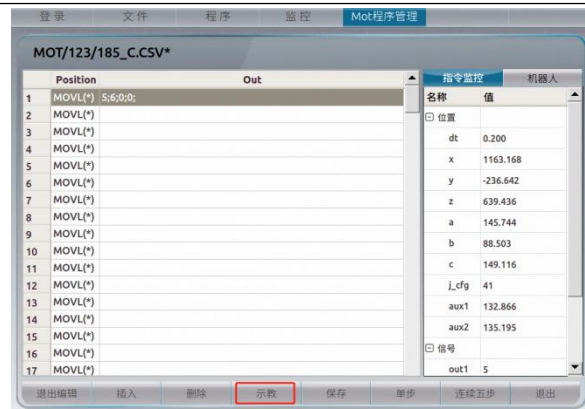 登录 文件 程序 监控 Mot程序管理
MOT/123/185_C.CSV*
Position Out
1 MOVL(*) 5;6;0;0;
2 MOVL(*)
3 MOVL(*)
4 MOVL(*)
5 MOVL(*)
6 MOVL(*)
7 MOVL(*)
8 MOVL(*)
9 MOVL(*)
10 MOVL(*)
11 MOVL(*)
12 MOVL(*)
13 MOVL(*)
14 MOVL(*)
15 MOVL(*)
16 MOVL(*)
17 MOVL(*)
指令监控 机器人
名称 值
位置
dt 0.200
x 1163.168
y -236.642
z 639.436
a 145.744
b 88.503
c 149.116
j_cfg 41
aux1 132.866
aux2 135.195
信号
out1 5
退出编辑 插入 删除 示教 保存 单步 连续五步 退出